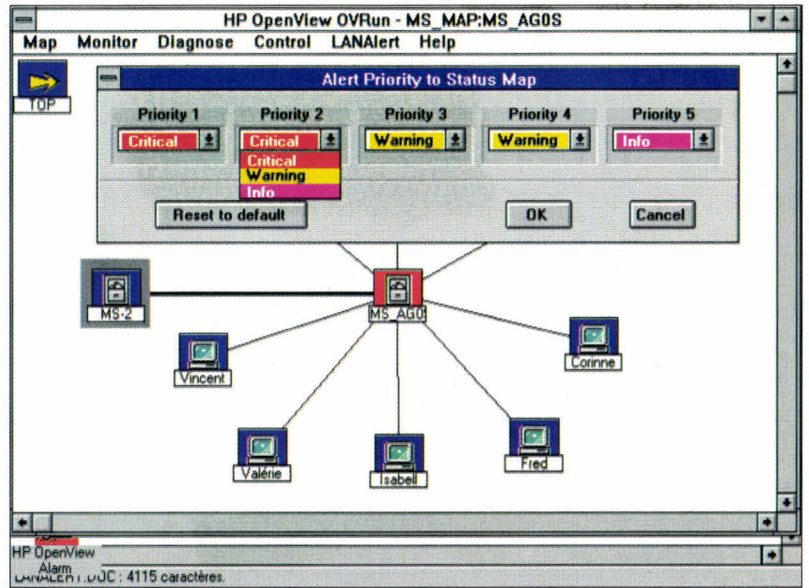 HP OpenView OVRun - MS_MAP:MS_AG0S
Map Monitor Diagnose Control LANAlert Help
TOP
Alert Priority to Status Map
Priority 1 Priority 2 Priority 3 Priority 4 Priority 5
Critical Critical Warning Warning Info
Critical
Warning
Info
Reset to default OK Cancel
MS-2
MS_AG0S
Vincent
Corinne
Valérie
Isabell
Fred
HP OpenView
Alarm
LANALERT.DOC : 4115 caractères.